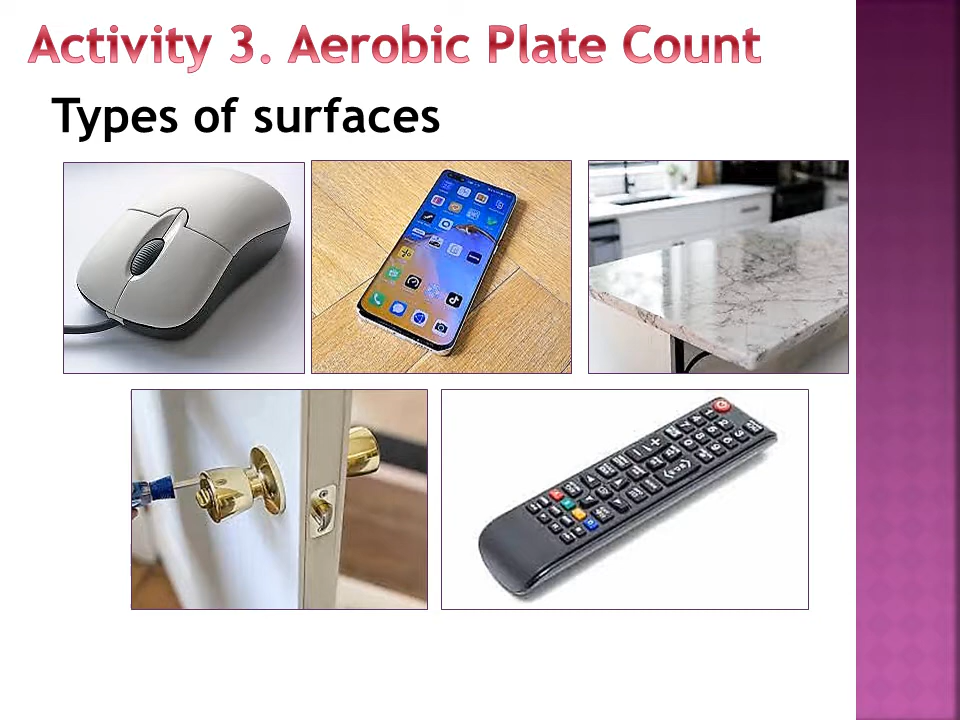 Activity 3. Aerobic Plate Count
Types of surfaces